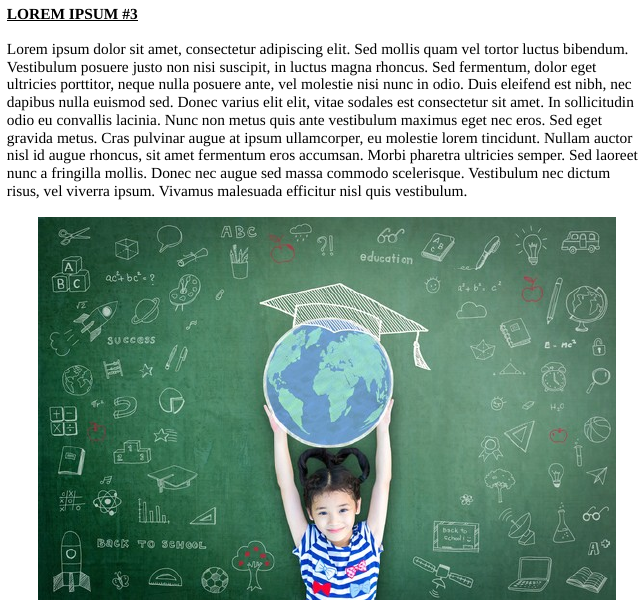 LOREM IPSUM #3
Lorem ipsum dolor sit amet, consectetur adipiscing elit. Sed mollis quam vel tortor luctus bibendum.
Vestibulum posuere justo non nisi suscipit, in luctus magna rhoncus. Sed fermentum, dolor eget
ultricies porttitor, neque nulla posuere ante, vel molestie nisi nunc in odio. Duis eleifend est nibh, nec
dapibus nulla euismod sed. Donec varius elit elit, vitae sodales est consectetur sit amet. In sollicitudin
odio eu convallis lacinia. Nunc non metus quis ante vestibulum maximus eget nec eros. Sed eget
gravida metus. Cras pulvinar augue at ipsum ullamcorper, eu molestie lorem tincidunt. Nullam auctor
nisl id augue rhoncus, sit amet fermentum eros accumsan. Morbi pharetra ultricies semper. Sed laoreet
nunc a fringilla mollis. Donec nec augue sed massa commodo scelerisque. Vestibulum nec dictum
risus, vel viverra ipsum. Vivamus malesuada efficitur nisl quis vestibulum.
ABC
?!
education
A
B C
ac²+bc²=?
a²+b²=c²
√2
SUCCESS
E=mc²
H₂O
Back to
School!
BACK TO SCHOOL
A+